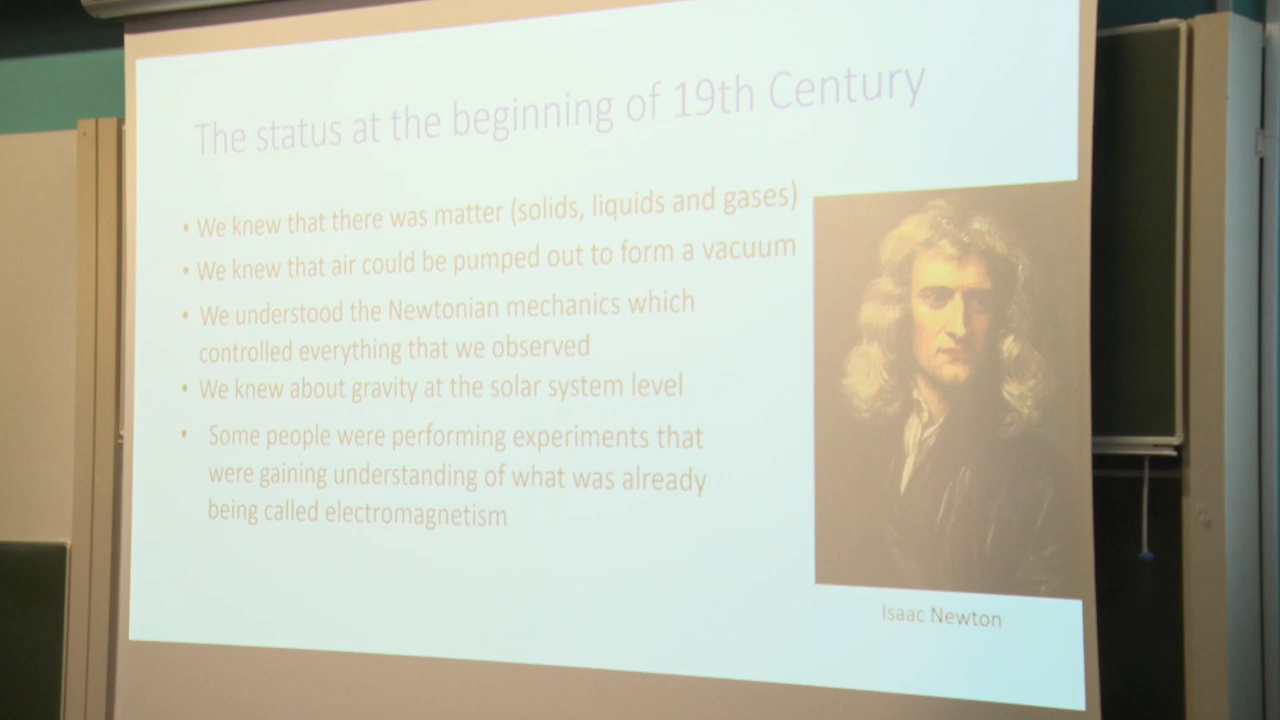 The status at the beginning of 19th Century
• We knew that there was matter (solids, liquids and gases)
• We knew that air could be pumped out to form a vacuum
• We understood the Newtonian mechanics which
controlled everything that we observed
• We knew about gravity at the solar system level
• Some people were performing experiments that
were gaining understanding of what was already
being called electromagnetism
Isaac Newton